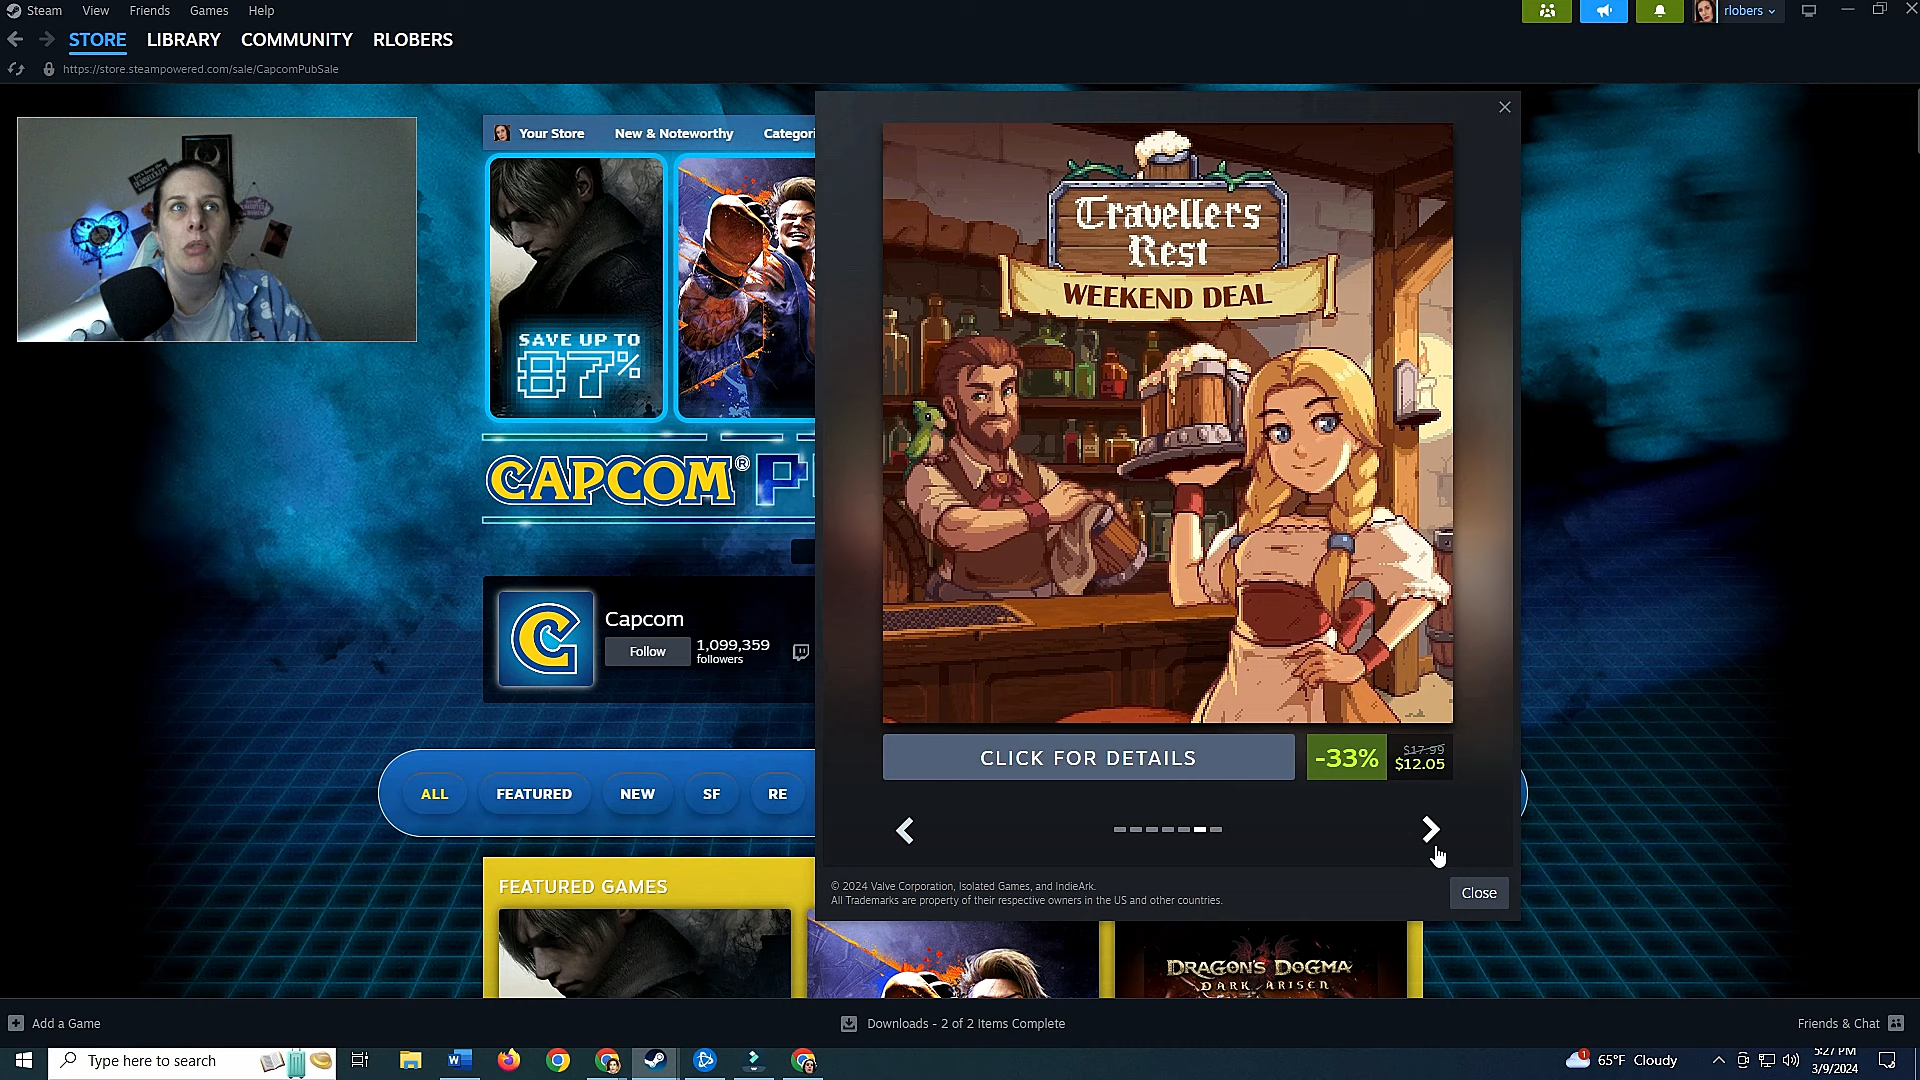 Steam View Friends Games Help
rlobers
STORE LIBRARY COMMUNITY RLOBERS
https://store.steampowered.com/sale/CapcomPubSale
Your Store New & Noteworthy Categori
SAVE UP TO
87%
CAPCOM® P
Capcom
Follow
1,099,359
followers
ALL FEATURED NEW SF RE
FEATURED GAMES
DRAGON'S DOGMA
DARK ARISEN
Travellers
Rest
WEEKEND DEAL
CLICK FOR DETAILS
-33%
$17.99
$12.05
© 2024 Valve Corporation, Isolated Games, and IndieArk.
All Trademarks are property of their respective owners in the US and other countries.
Close
Add a Game
Downloads - 2 of 2 Items Complete
Friends & Chat
Type here to search
1
65°F Cloudy
5:27 PM
3/9/2024